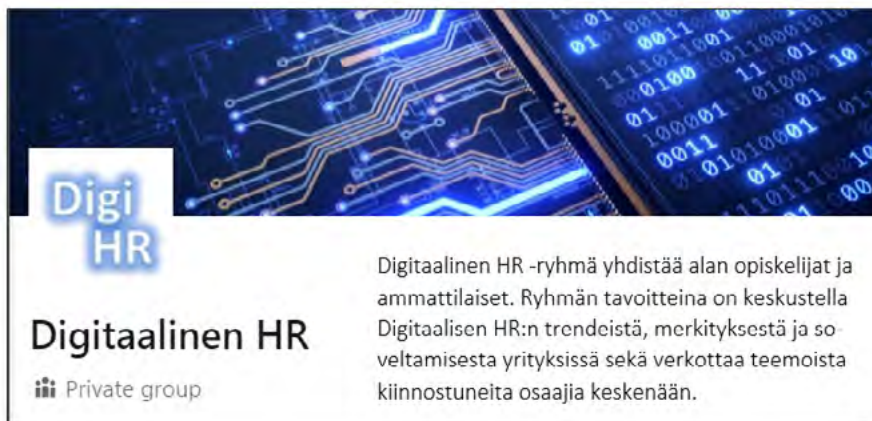 Digi
HR
Digitaalinen HR
Private group
Digitaalinen HR -ryhmä yhdistää alan opiskelijat ja
ammattilaiset. Ryhmän tavoitteina on keskustella
Digitaalisen HR:n trendeistä, merkityksestä ja so-
veltamisesta yrityksissä sekä verkottaa teemoista
kiinnostuneita osaajia keskenään.